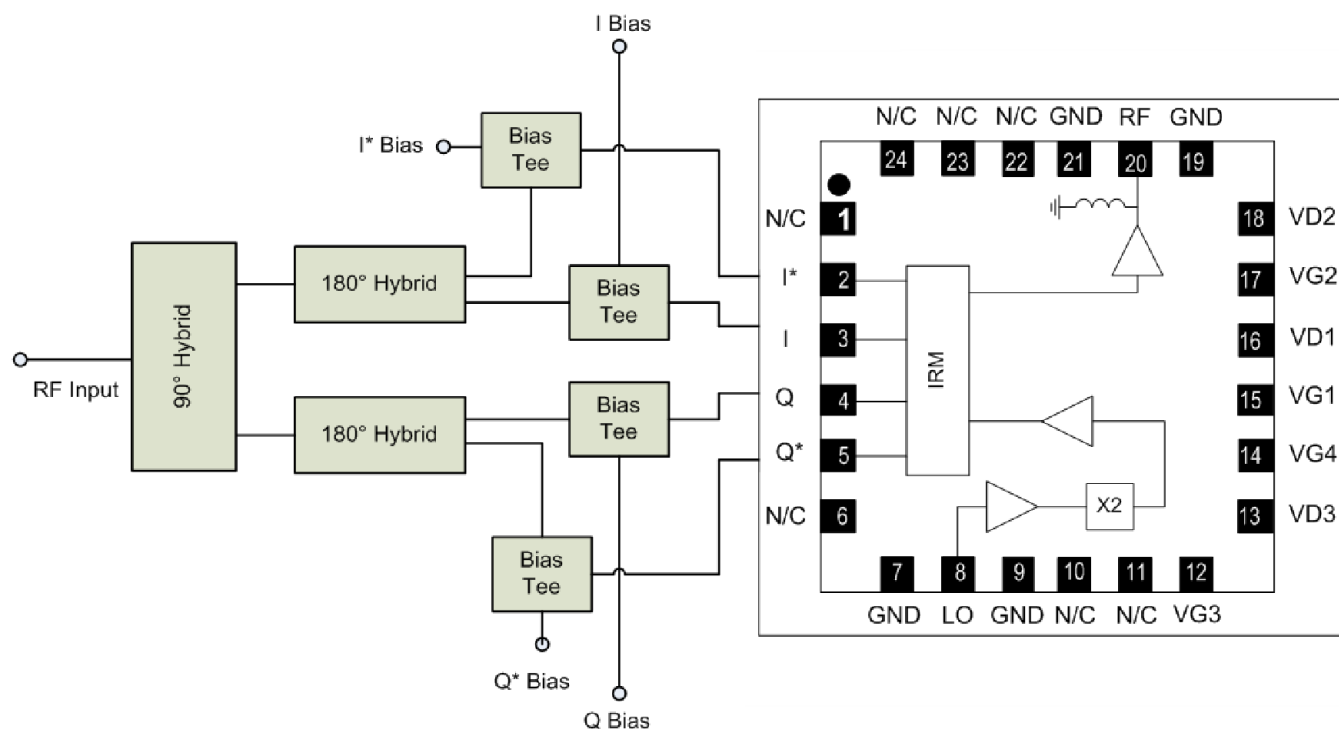 I Bias
I* Bias
Bias
Tee
N/C
N/C
N/C
GND
RF
GND
24
23
22
21
20
19
RF Input
90° Hybrid
180° Hybrid
Bias
Tee
180° Hybrid
Bias
Tee
Bias
Tee
Q* Bias
Q Bias
N/C
1
I*
2
I
3
Q
4
Q*
5
N/C
6
IRM
X2
18
VD2
17
VG2
16
VD1
15
VG1
14
VG4
13
VD3
7
8
9
10
11
12
GND
LO
GND
N/C
N/C
VG3